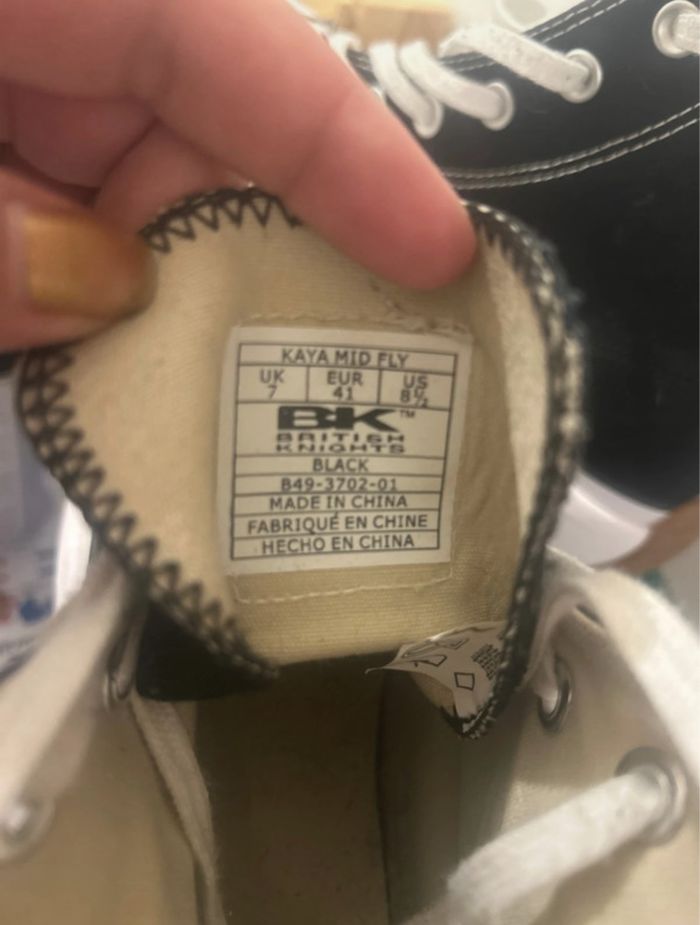 KAYA MID FLY
UK EUR US
7 41 8½
BK™
BRITISH
KNIGHTS
BLACK
B49-3702-01
MADE IN CHINA
FABRIQUÉ EN CHINE
HECHO EN CHINA